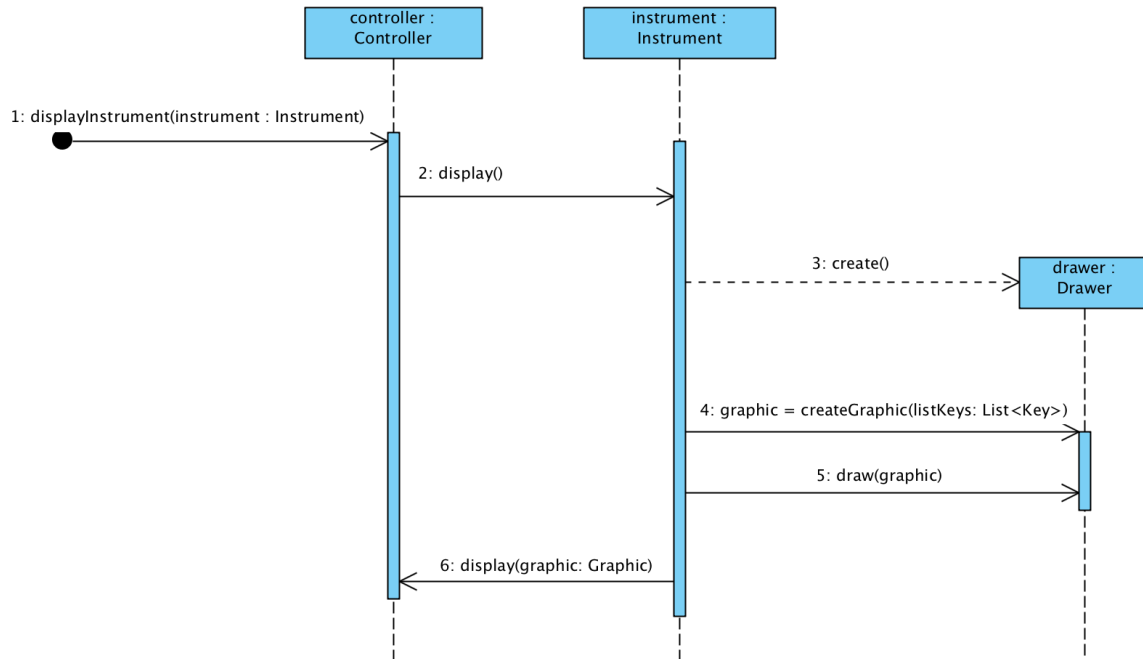 controller :
Controller
instrument :
Instrument
1: displayInstrument(instrument : Instrument)
2: display()
3: create()
drawer :
Drawer
4: graphic = createGraphic(listKeys: List<Key>)
5: draw(graphic)
6: display(graphic: Graphic)